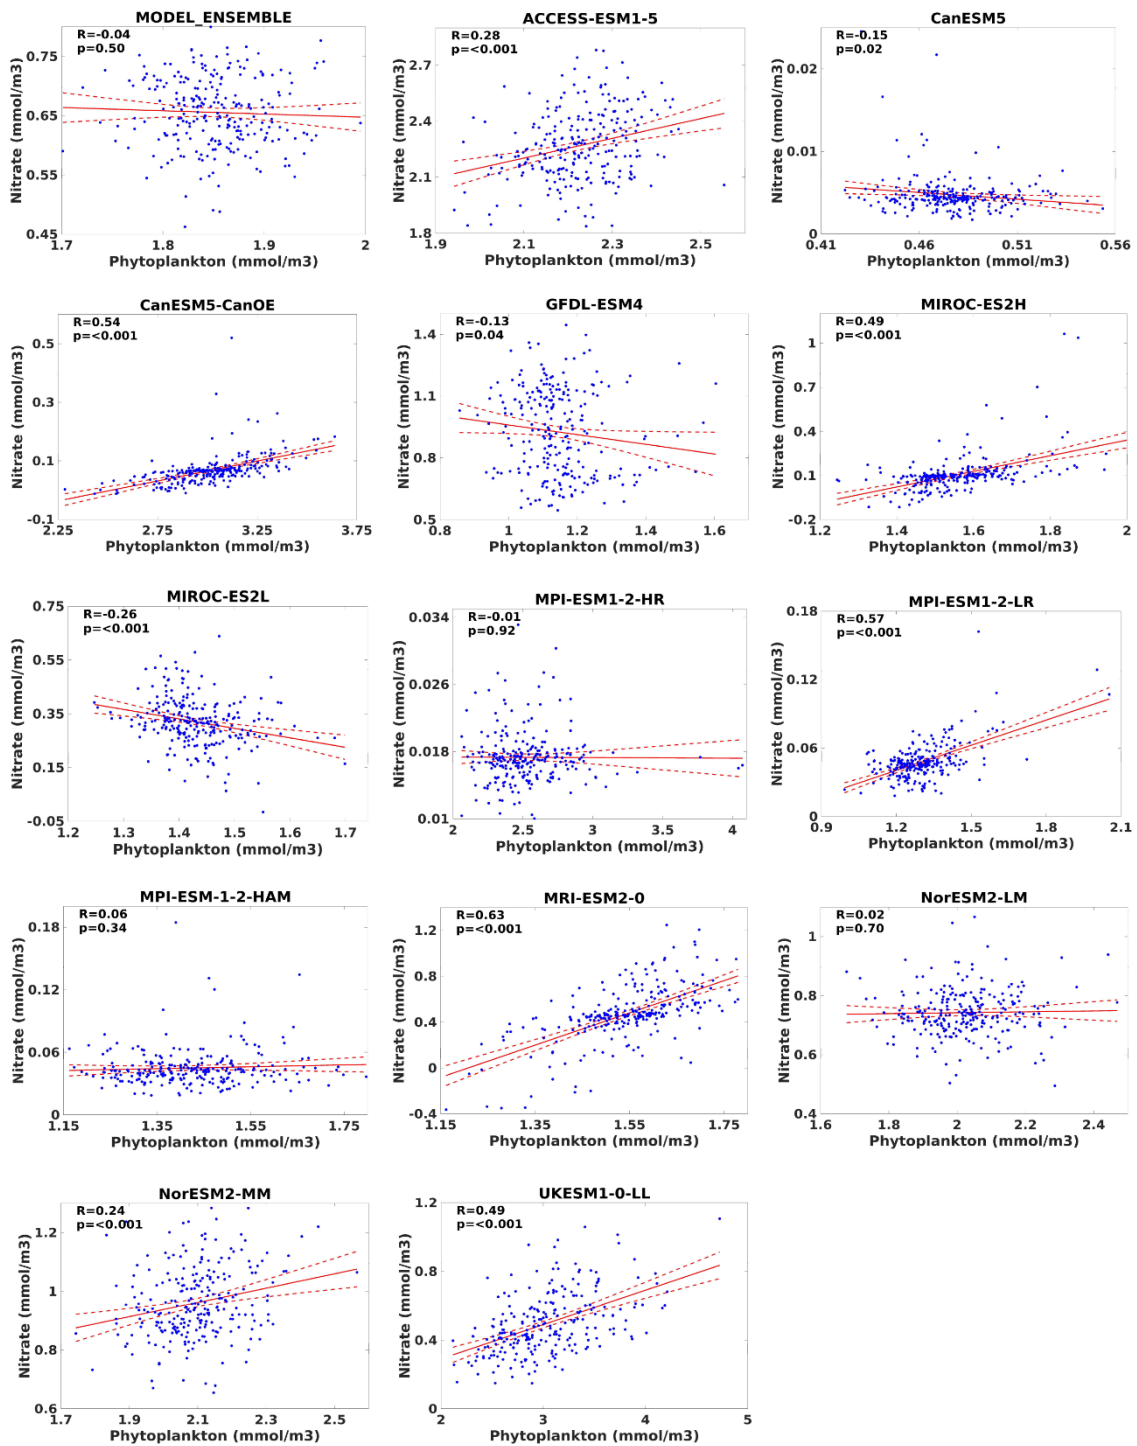 MODEL_ENSEMBLE
R=-0.04
p=0.50
0.75
0.65
0.55
0.45
Nitrate (mmol/m3)
1.7
1.8
1.9
2
Phytoplankton (mmol/m3)
ACCESS-ESM1-5
R=0.28
p=<0.001
2.7
2.4
2.1
1.8
Nitrate (mmol/m3)
1.9
2.1
2.3
2.5
Phytoplankton (mmol/m3)
CanESM5
R=-0.15
p=0.02
0.02
0.01
0
Nitrate (mmol/m3)
0.41
0.46
0.51
0.56
Phytoplankton (mmol/m3)
CanESM5-CanOE
R=0.54
p=<0.001
0.5
0.3
0.1
-0.1
Nitrate (mmol/m3)
2.25
2.75
3.25
3.75
Phytoplankton (mmol/m3)
GFDL-ESM4
R=-0.13
p=0.04
1.4
1.1
0.8
0.5
Nitrate (mmol/m3)
0.8
1
1.2
1.4
1.6
Phytoplankton (mmol/m3)
MIROC-ES2H
R=0.49
p=<0.001
1
0.7
0.4
0.1
-0.2
Nitrate (mmol/m3)
1.2
1.4
1.6
1.8
2
Phytoplankton (mmol/m3)
MIROC-ES2L
R=-0.26
p=<0.001
0.75
0.55
0.35
0.15
-0.05
Nitrate (mmol/m3)
1.2
1.3
1.4
1.5
1.6
1.7
Phytoplankton (mmol/m3)
MPI-ESM1-2-HR
R=-0.01
p=0.92
0.034
0.026
0.018
0.01
Nitrate (mmol/m3)
2
2.5
3
3.5
4
Phytoplankton (mmol/m3)
MPI-ESM1-2-LR
R=0.57
p=<0.001
0.18
0.12
0.06
0
Nitrate (mmol/m3)
0.9
1.2
1.5
1.8
2.1
Phytoplankton (mmol/m3)
MPI-ESM-1-2-HAM
R=0.06
p=0.34
0.18
0.12
0.06
0
Nitrate (mmol/m3)
1.15
1.35
1.55
1.75
Phytoplankton (mmol/m3)
MRI-ESM2-0
R=0.63
p=<0.001
1.2
0.8
0.4
0
-0.4
Nitrate (mmol/m3)
1.15
1.35
1.55
1.75
Phytoplankton (mmol/m3)
NorESM2-LM
R=0.02
p=0.70
1
0.8
0.6
0.4
Nitrate (mmol/m3)
1.6
1.8
2
2.2
2.4
Phytoplankton (mmol/m3)
NorESM2-MM
R=0.24
p=<0.001
1.2
1
0.8
0.6
Nitrate (mmol/m3)
1.7
1.9
2.1
2.3
2.5
Phytoplankton (mmol/m3)
UKESM1-0-LL
R=0.49
p=<0.001
1.2
0.8
0.4
0
Nitrate (mmol/m3)
2
3
4
5
Phytoplankton (mmol/m3)